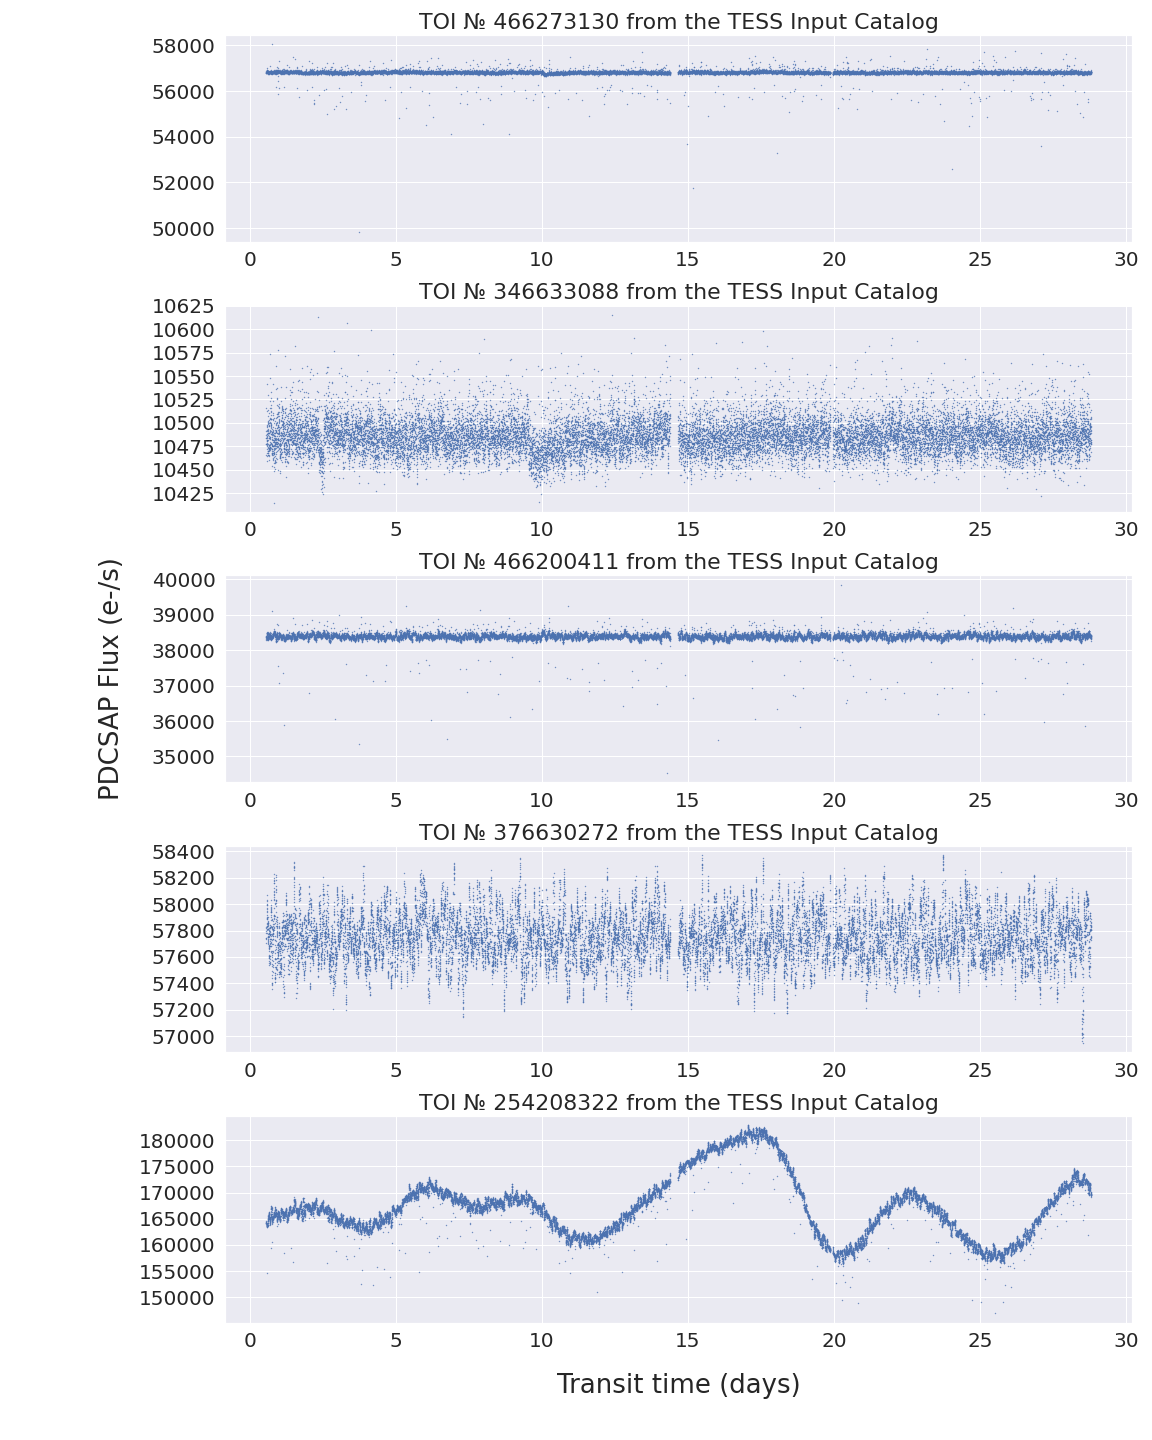 TOI № 466273130 from the TESS Input Catalog
58000
56000
54000
52000
50000
0 5 10 15 20 25 30
TOI № 346633088 from the TESS Input Catalog
10625
10600
10575
10550
10525
10500
10475
10450
10425
0 5 10 15 20 25 30
PDCSAP Flux (e-/s)
TOI № 466200411 from the TESS Input Catalog
40000
39000
38000
37000
36000
35000
0 5 10 15 20 25 30
TOI № 376630272 from the TESS Input Catalog
58400
58200
58000
57800
57600
57400
57200
57000
0 5 10 15 20 25 30
TOI № 254208322 from the TESS Input Catalog
180000
175000
170000
165000
160000
155000
150000
0 5 10 15 20 25 30
Transit time (days)